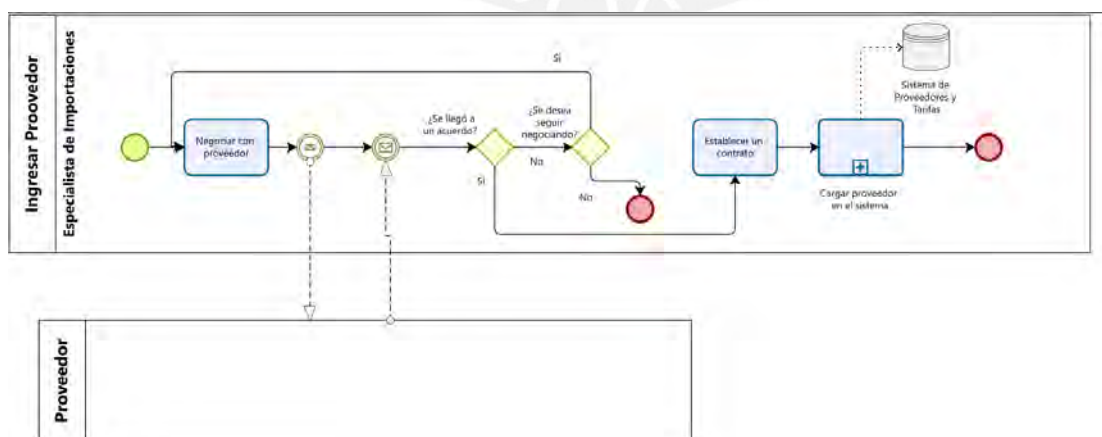 Ingresar Proovedor
Especialista de Importaciones
Negociar con
proveedor
¿Se llegó a
un acuerdo?
Si
No
¿Se desea
seguir
negociando?
Si
No
Establecer un
contrato
Cargar proveedor
en el sistema
Sistema de
Proveedores y
Tarifas
Proveedor